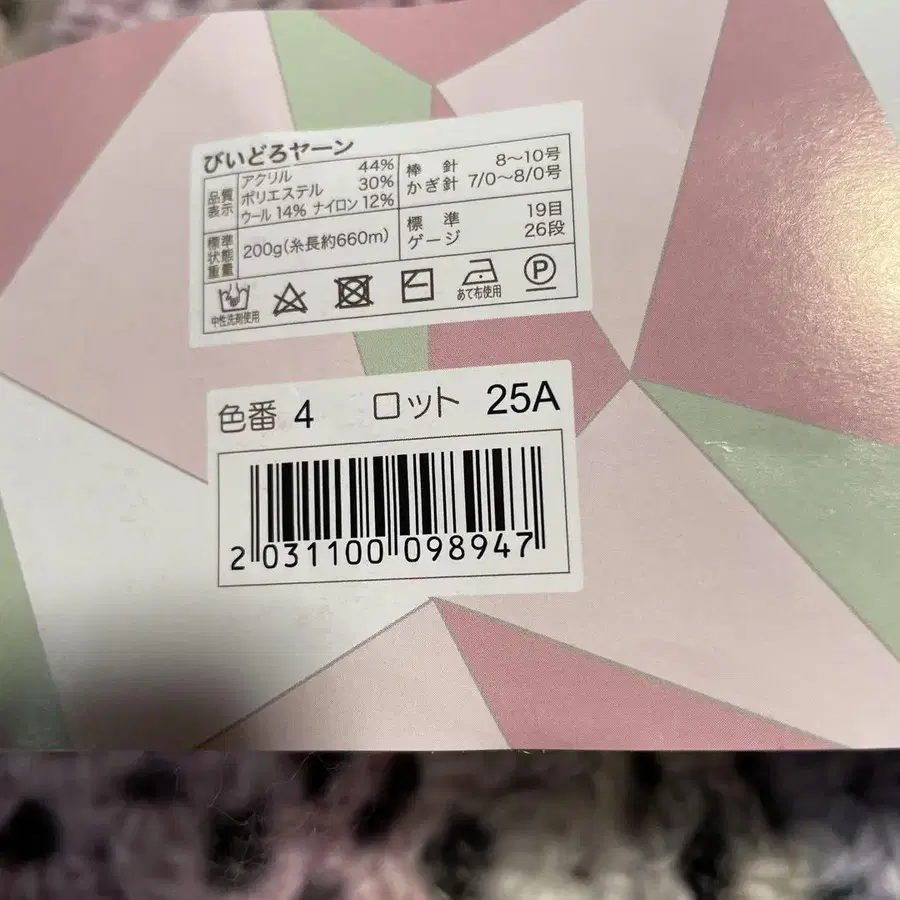 びいどろヤーン
品質表示
アクリル 44%
ポリエステル 30%
ウール 14% ナイロン 12%
棒針 8〜10号
かぎ針 7/0〜8/0号
標準状態重量
200g(糸長約660m)
標準ゲージ
19目
26段
中性洗剤使用
あて布使用
P
色番 4 ロット 25A
2 031100 098947